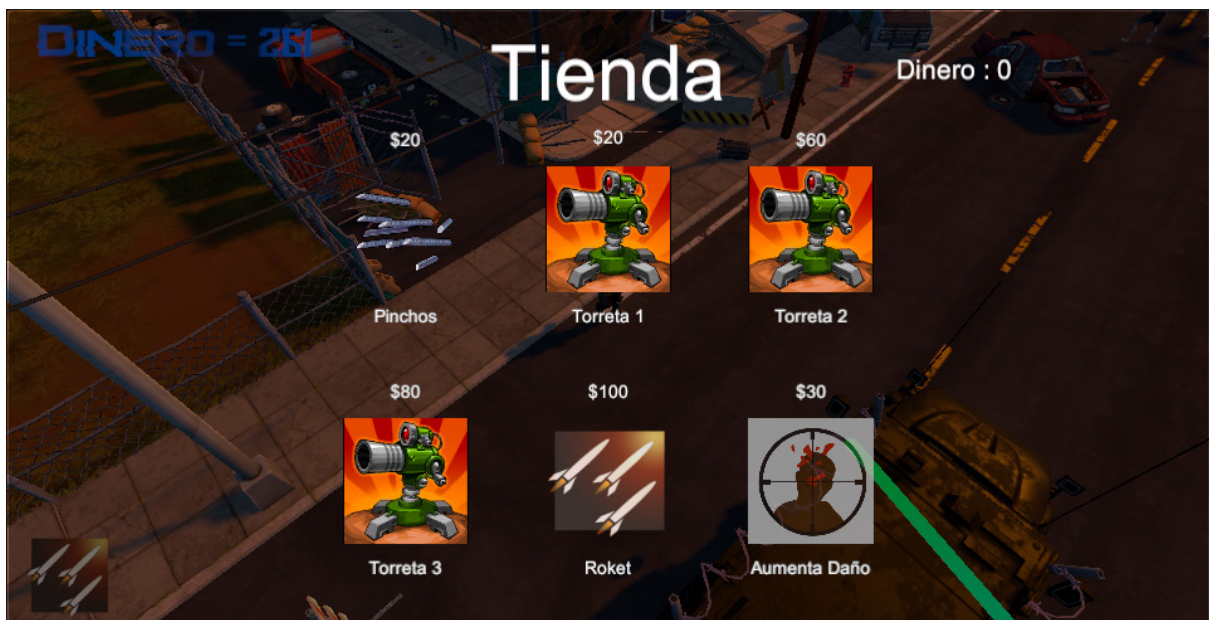 Dinero = 281
Tienda
Dinero : 0
$20
$20
$60
Pinchos
Torreta 1
Torreta 2
$80
$100
$30
Torreta 3
Roket
Aumenta Daño